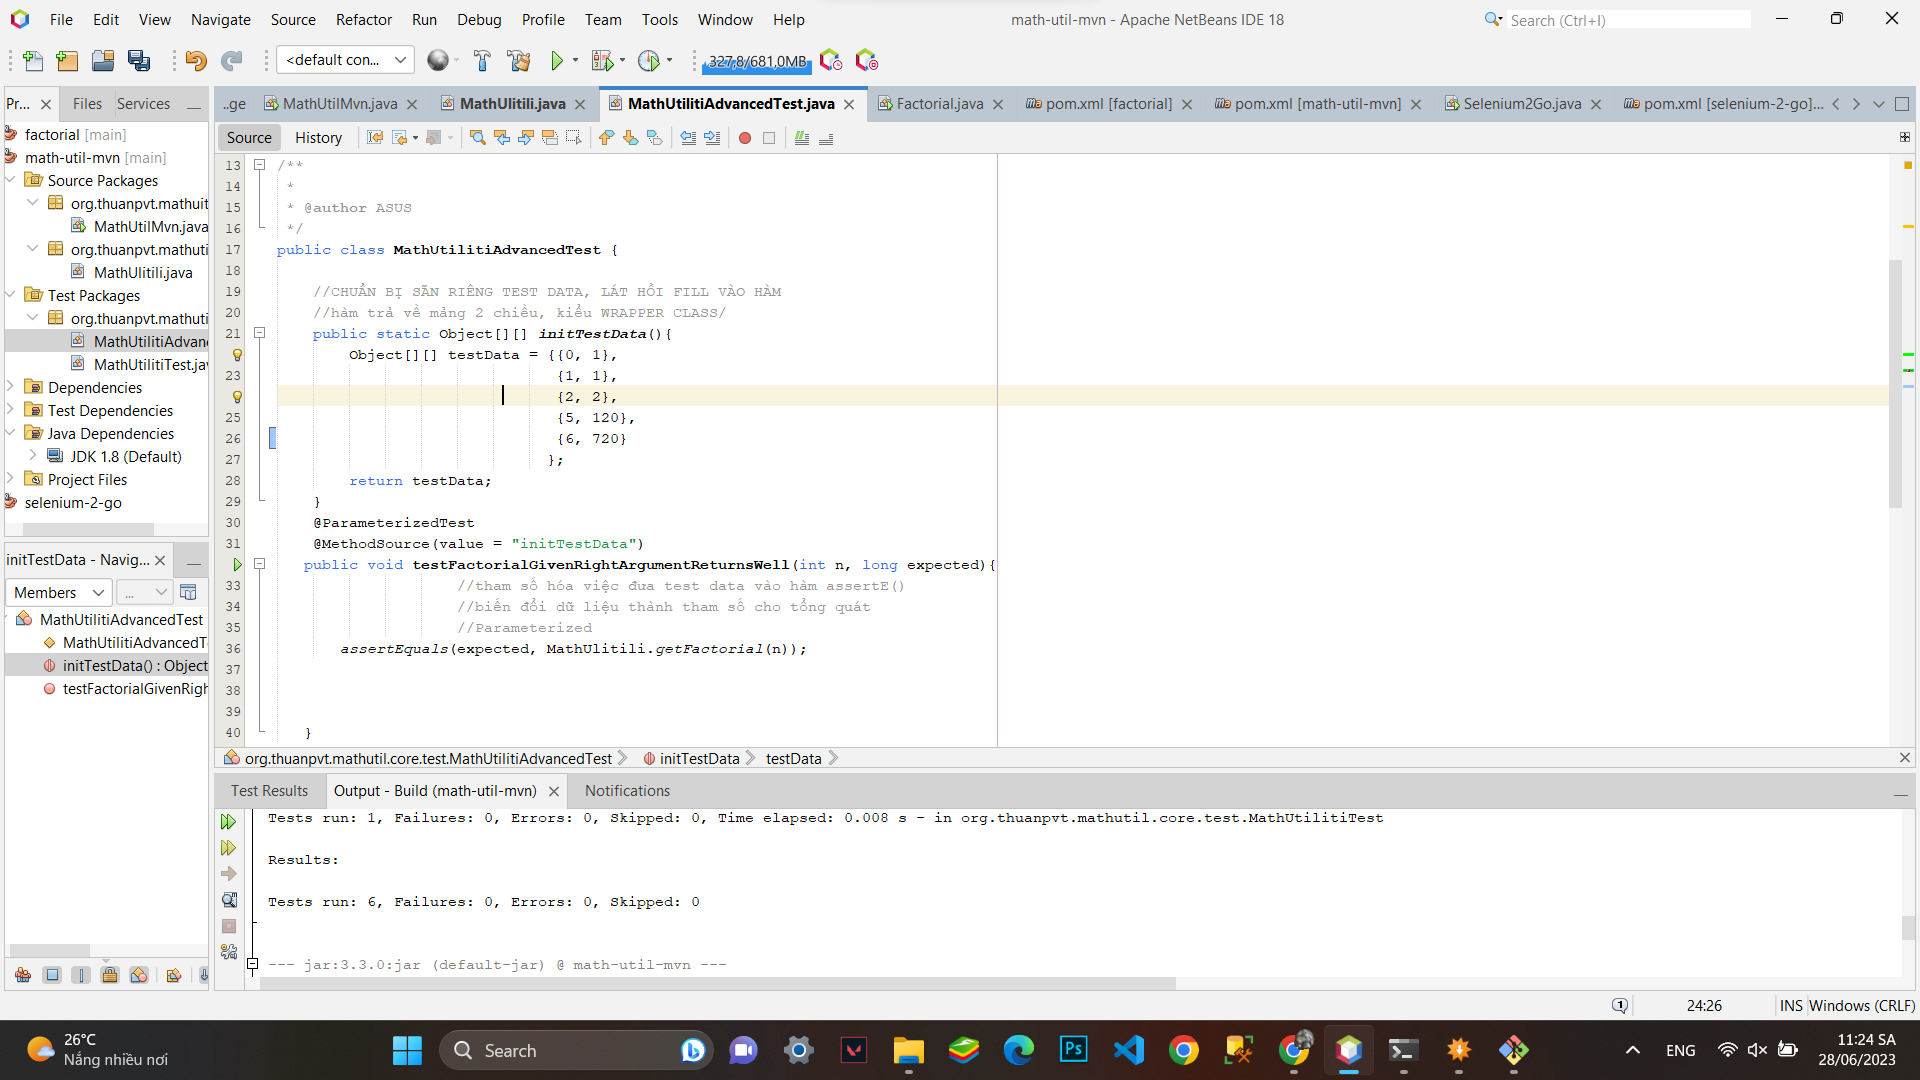 File Edit View Navigate Source Refactor Run Debug Profile Team Tools Window Help
math-util-mvn - Apache NetBeans IDE 18
Search (Ctrl+I)
<default con...
327,8/681,0MB
Pr... Files Services
..ge MathUtilMvn.java MathUlitili.java MathUtilitiAdvancedTest.java Factorial.java pom.xml [factorial] pom.xml [math-util-mvn] Selenium2Go.java pom.xml [selenium-2-go]...
Source History
factorial [main]
math-util-mvn [main]
Source Packages
org.thuanpvt.mathuit
MathUtilMvn.java
org.thuanpvt.mathuti
MathUlitili.java
Test Packages
org.thuanpvt.mathuti
MathUtilitiAdvanc
MathUtilitiTest.jav
Dependencies
Test Dependencies
Java Dependencies
JDK 1.8 (Default)
Project Files
selenium-2-go
initTestData - Navig...
Members
...
MathUtilitiAdvancedTest
MathUtilitiAdvancedT
initTestData() : Object
testFactorialGivenRigh
13 /**
14 *
15 * @author ASUS
16 */
17 public class MathUtilitiAdvancedTest {
18
19 //CHUẨN BỊ SẴN RIÊNG TEST DATA, LÁT HỒI FILL VÀO HÀM
20 //hàm trả về mảng 2 chiều, kiểu WRAPPER CLASS/
21 public static Object[][] initTestData(){
Object[][] testData = {{0, 1},
23 {1, 1},
{2, 2},
25 {5, 120},
26 {6, 720}
27 };
28 return testData;
29 }
30 @ParameterizedTest
31 @MethodSource(value = "initTestData")
public void testFactorialGivenRightArgumentReturnsWell(int n, long expected){
33 //tham số hóa việc đưa test data vào hàm assertE()
34 //biến đổi dữ liệu thành tham số cho tổng quát
35 //Parameterized
36 assertEquals(expected, MathUlitili.getFactorial(n));
37
38
39
40 }
org.thuanpvt.mathutil.core.test.MathUtilitiAdvancedTest initTestData testData
Test Results Output - Build (math-util-mvn) Notifications
Tests run: 1, Failures: 0, Errors: 0, Skipped: 0, Time elapsed: 0.008 s - in org.thuanpvt.mathutil.core.test.MathUtilitiTest
Results:
Tests run: 6, Failures: 0, Errors: 0, Skipped: 0
--- jar:3.3.0:jar (default-jar) @ math-util-mvn ---
1 24:26 INS Windows (CRLF)
26°C
Nắng nhiều nơi
Search
Ps
ENG
11:24 SA
28/06/2023